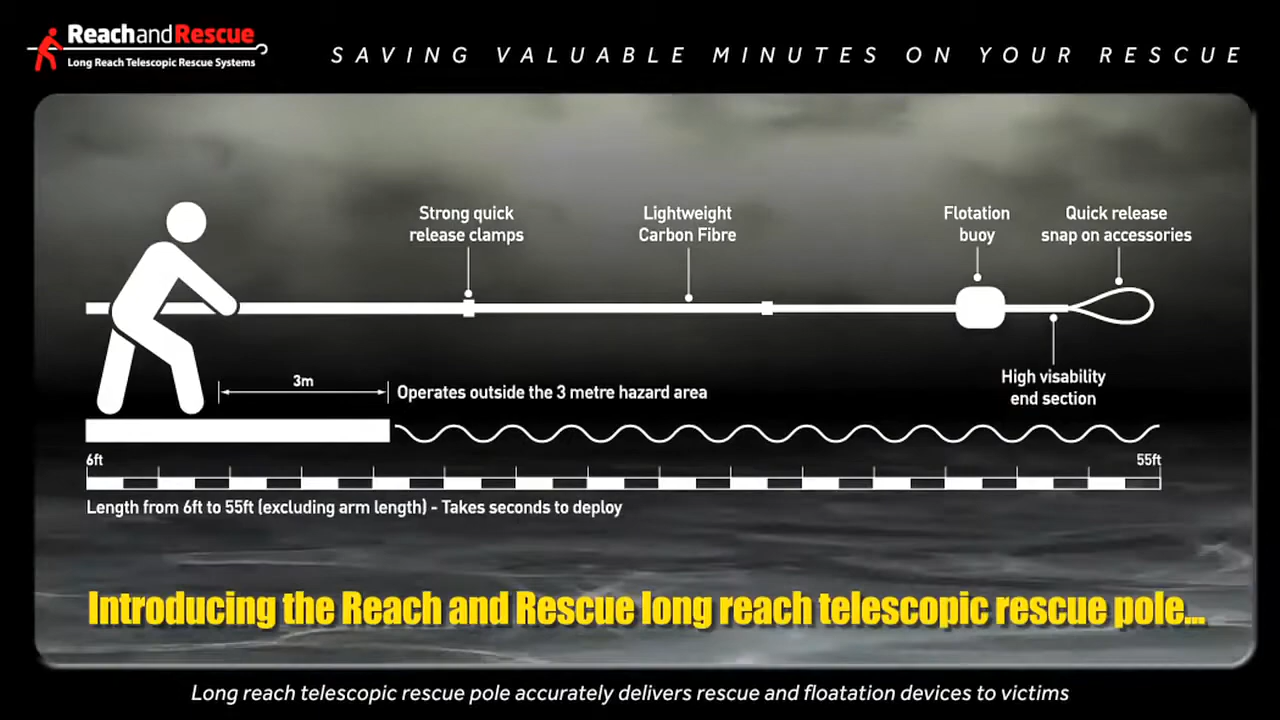 ReachandRescue
Long Reach Telescopic Rescue Systems
SAVING VALUABLE MINUTES ON YOUR RESCUE
Strong quick
release clamps
Lightweight
Carbon Fibre
Flotation
buoy
Quick release
snap on accessories
High visability
end section
3m
Operates outside the 3 metre hazard area
6ft
55ft
Length from 6ft to 55ft (excluding arm length) - Takes seconds to deploy
Introducing the Reach and Rescue long reach telescopic rescue pole...
Long reach telescopic rescue pole accurately delivers rescue and floatation devices to victims